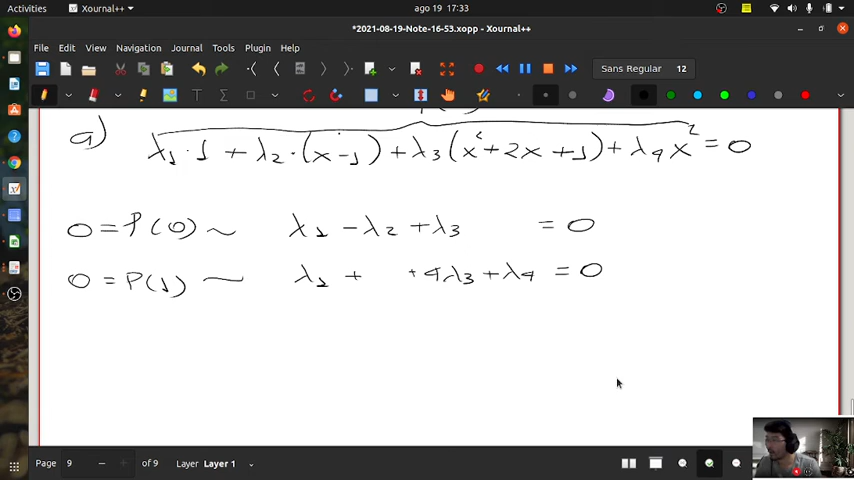 Activities
Xournal++
ago 19 17:33
*2021-08-19-Note-16-53.xopp - Xournal++
File Edit View Navigation Journal Tools Plugin Help
Sans Regular 12
a)
λ1·1 + λ2·(x-1) + λ3(x²+2x+1) + λ4x² = 0
0 = P(0) ~ λ1 - λ2 + λ3 = 0
0 = P(1) ~ λ1 + +4λ3 + λ4 = 0
Page 9 of 9 Layer Layer 1